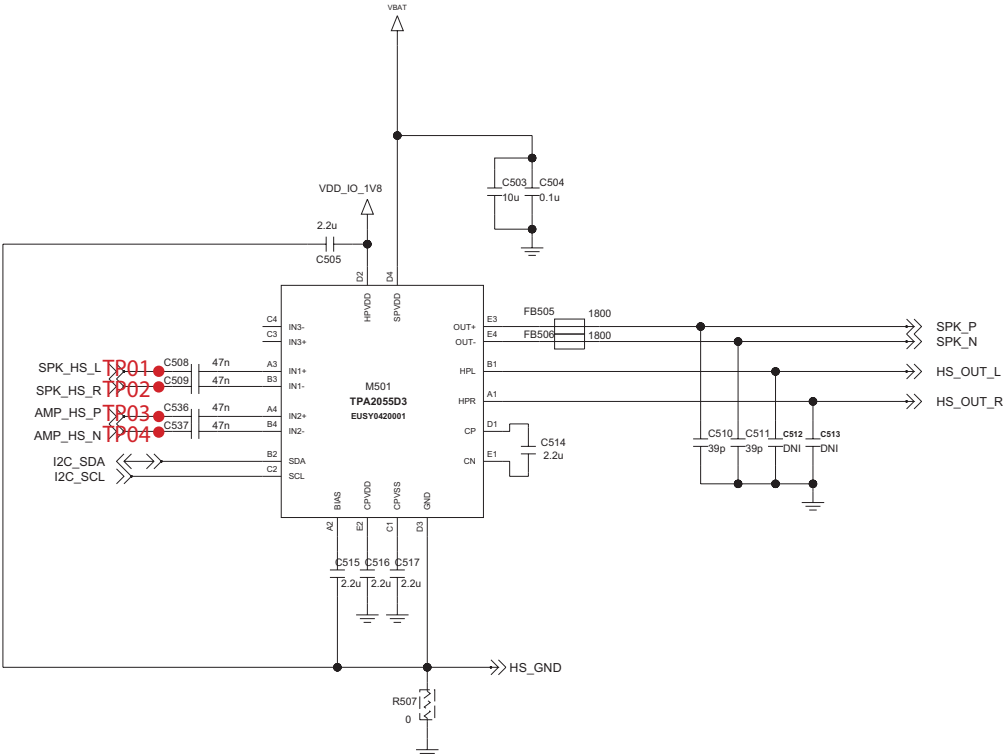 VBAT
C503
10u
C504
0.1u
VDD_IO_1V8
2.2u
C505
D2
D4
HPVDD
SPVDD
C4
IN3-
C3
IN3+
OUT+
E3
FB505
1800
SPK_P
OUT-
E4
FB506
1800
SPK_N
SPK_HS_L
TP01
C508
47n
A3
IN1+
HPL
B1
HS_OUT_L
SPK_HS_R
TP02
C509
47n
B3
IN1-
M501
TPA2055D3
EUSY0420001
HPR
A1
HS_OUT_R
AMP_HS_P
TP03
C536
47n
A4
IN2+
AMP_HS_N
TP04
C537
47n
B4
IN2-
CP
D1
C514
2.2u
CN
E1
C510
39p
C511
39p
C512
DNI
C513
DNI
I2C_SDA
B2
SDA
I2C_SCL
C2
SCL
BIAS
CPVDD
CPVSS
GND
A2
E2
C1
D3
C515
2.2u
C516
2.2u
C517
2.2u
HS_GND
R507
0